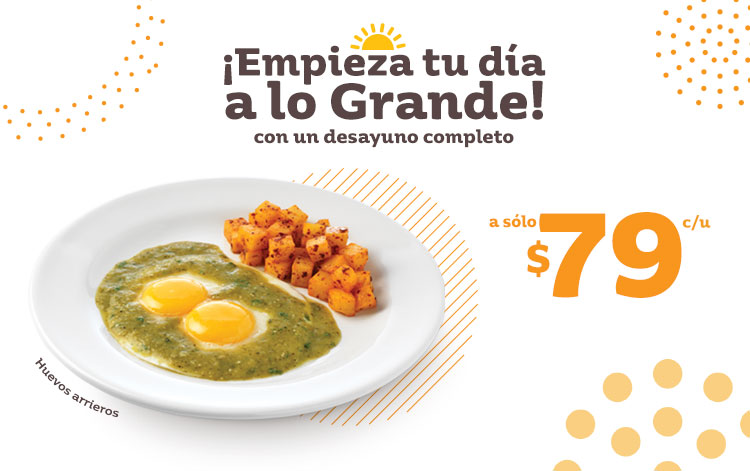 ¡Empieza tu día
a lo Grande!
con un desayuno completo
a sólo
$79
c/u
Huevos arrieros